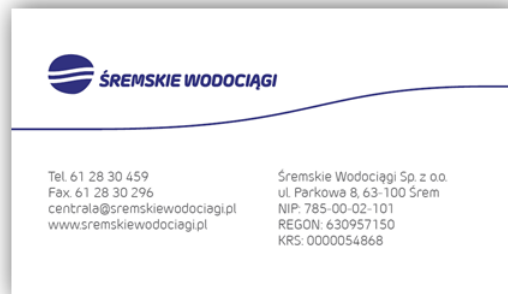 ŚREMSKIE WODOCIĄGI
Tel. 61 28 30 459
Fax. 61 28 30 296
centrala@sremskiewodociagi.pl
www.sremskiewodociagi.pl
Śremskie Wodociągi Sp. z o.o.
ul. Parkowa 8, 63-100 Śrem
NIP: 785-00-02-101
REGON: 630957150
KRS: 0000054868